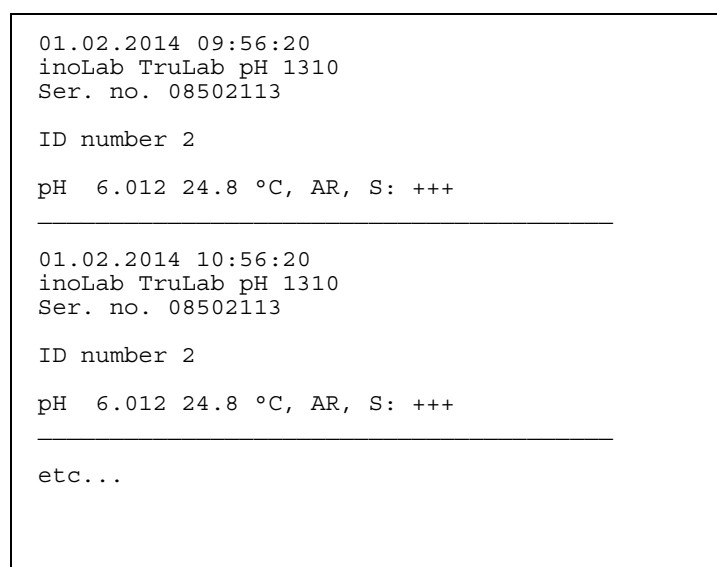 01.02.2014 09:56:20
inoLab TruLab pH 1310
Ser. no. 08502113
ID number 2
pH  6.012 24.8 °C, AR, S: +++
01.02.2014 10:56:20
inoLab TruLab pH 1310
Ser. no. 08502113
ID number 2
pH  6.012 24.8 °C, AR, S: +++
etc...